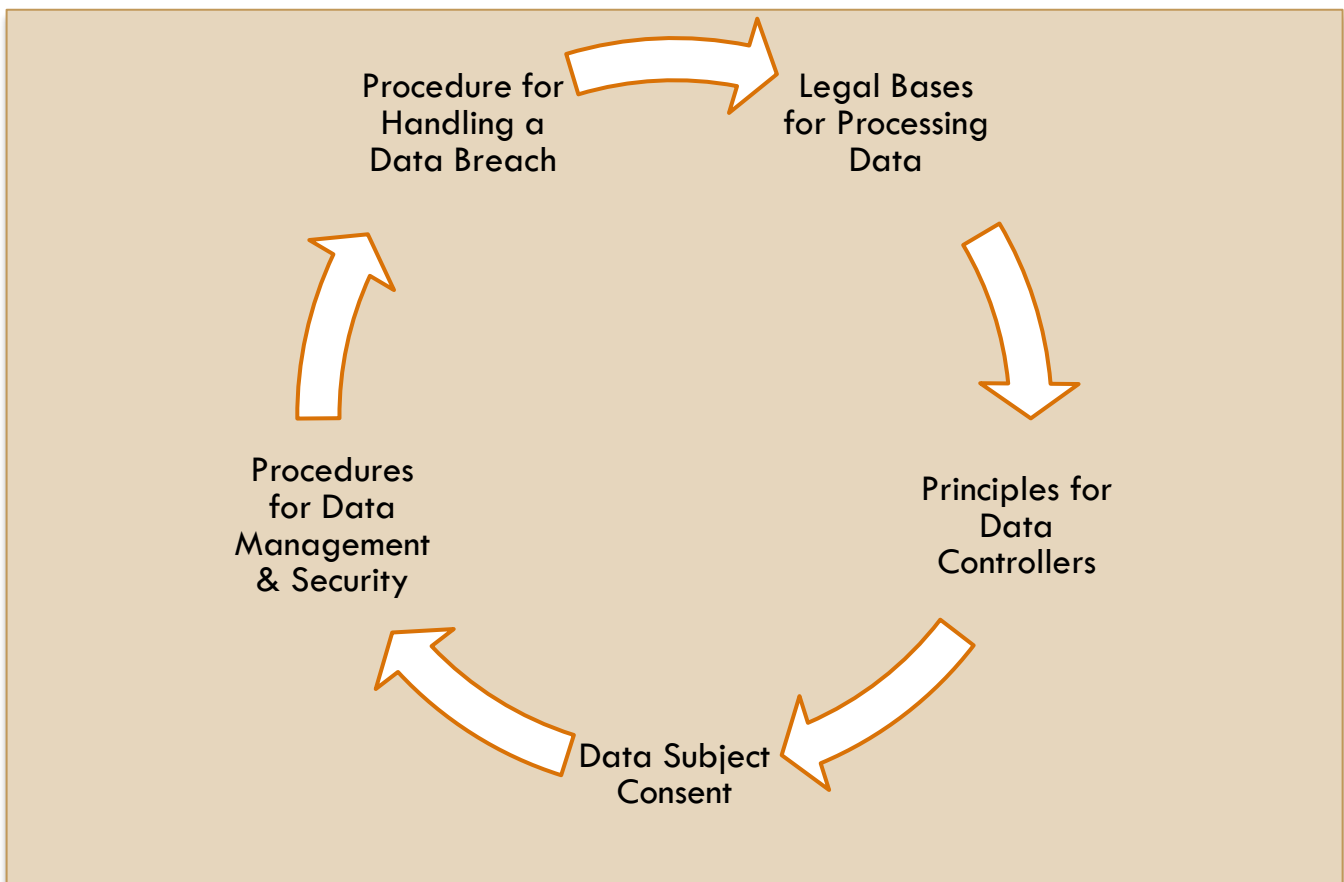 Procedure for
Handling a
Data Breach
Legal Bases
for Processing
Data
Principles for
Data
Controllers
Data Subject
Consent
Procedures
for Data
Management
& Security